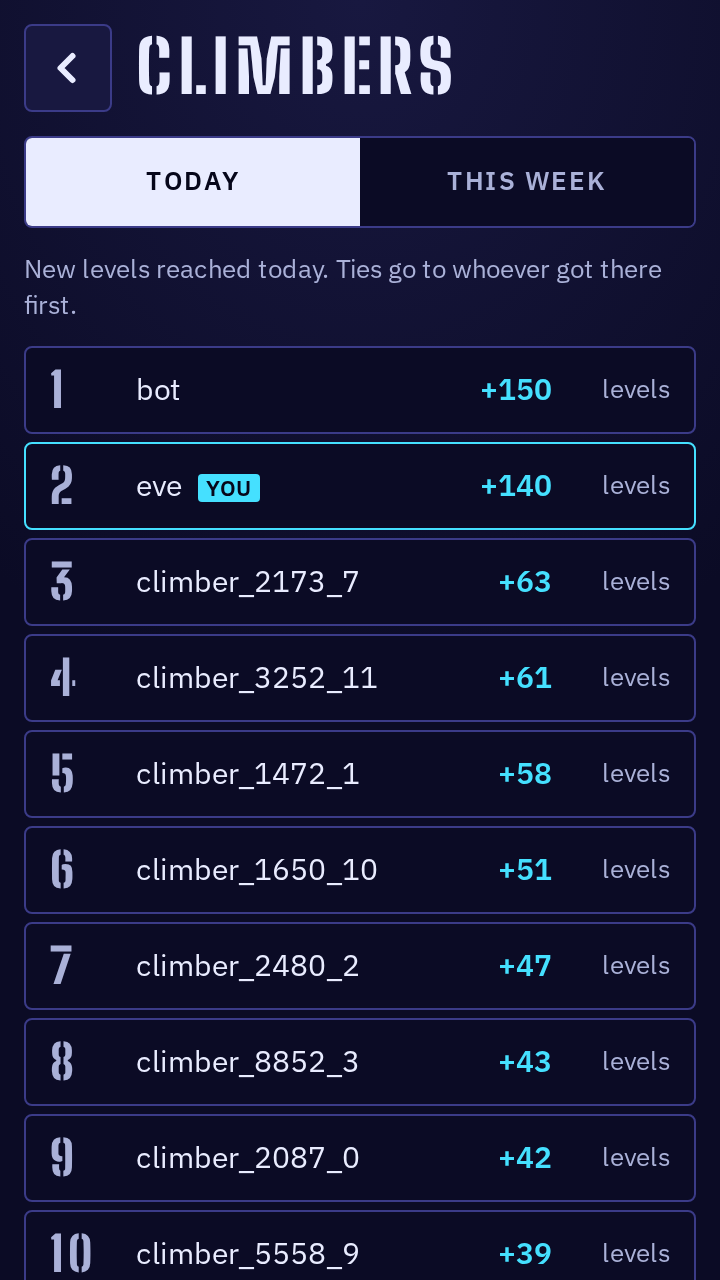 CLIMBERS
TODAY
THIS WEEK
New levels reached today. Ties go to whoever got there
first.
1 bot +150 levels
2 eve YOU +140 levels
3 climber_2173_7 +63 levels
4 climber_3252_11 +61 levels
5 climber_1472_1 +58 levels
6 climber_1650_10 +51 levels
7 climber_2480_2 +47 levels
8 climber_8852_3 +43 levels
9 climber_2087_0 +42 levels
10 climber_5558_9 +39 levels